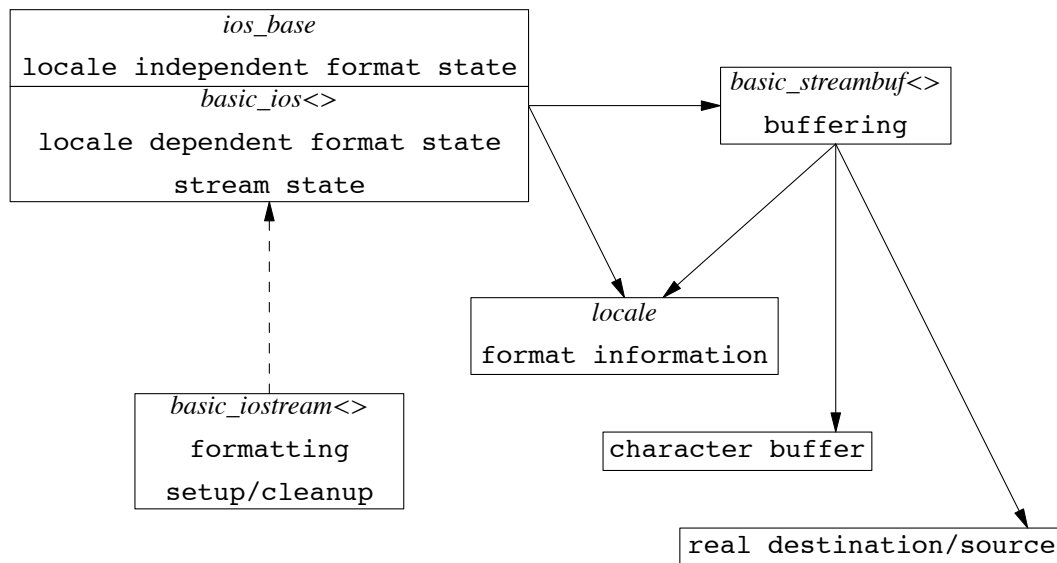 ios_base
locale independent format state
basic_ios<>
locale dependent format state
stream state
basic_streambuf<>
buffering
locale
format information
basic_iostream<>
formatting
setup/cleanup
character buffer
real destination/source